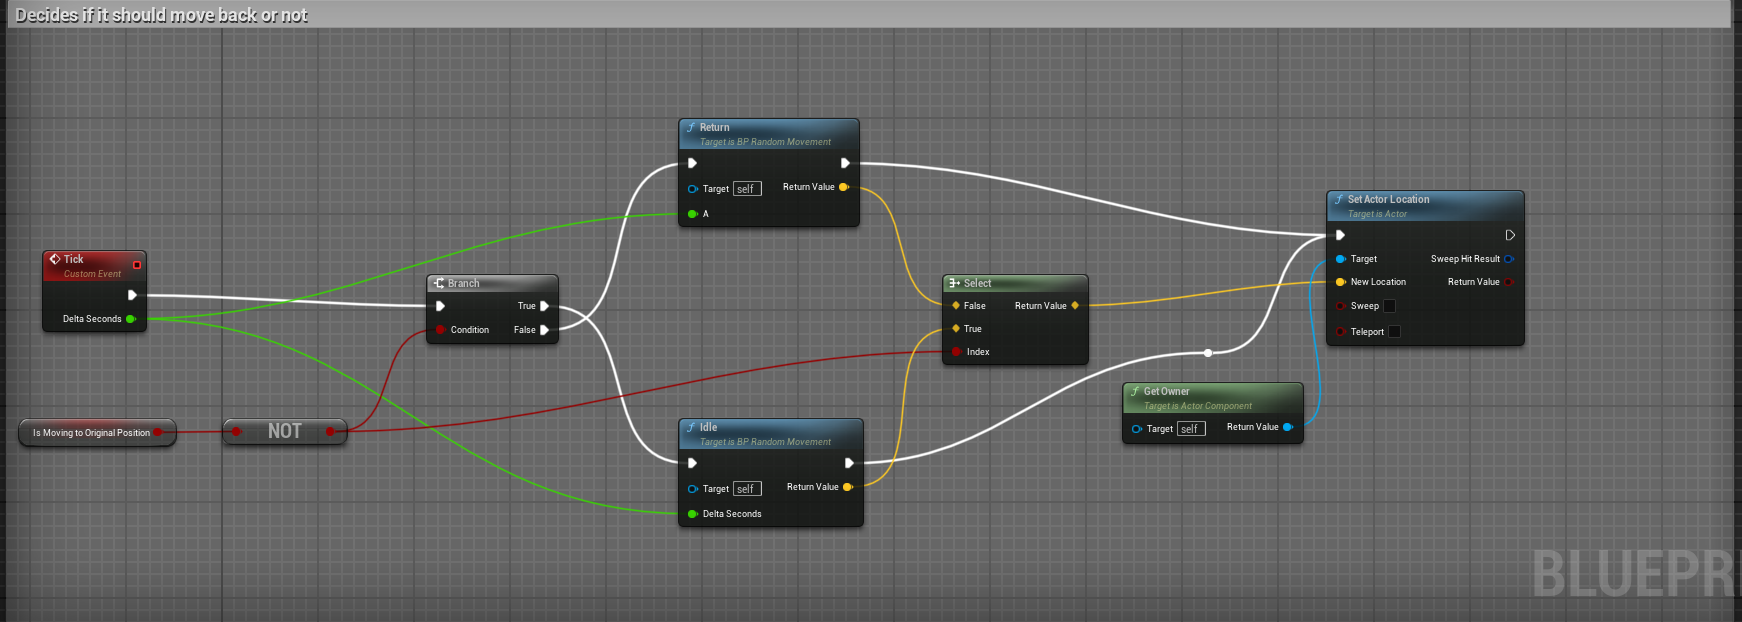 Decides if it should move back or not
Return
Target is BP Random Movement
Target self
Return Value
A
Set Actor Location
Target is Actor
Target
Sweep Hit Result
New Location
Return Value
Sweep
Teleport
Tick
Custom Event
Delta Seconds
Branch
True
Condition
False
Select
False
Return Value
True
Index
Get Owner
Target is Actor Component
Target self
Return Value
Is Moving to Original Position
NOT
Idle
Target is BP Random Movement
Target self
Return Value
Delta Seconds
BLUEPR